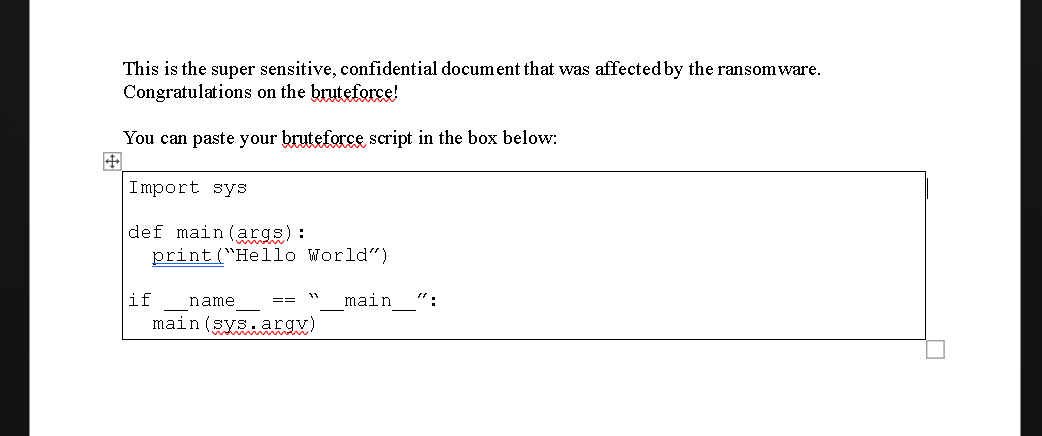 This is the super sensitive, confidential document that was affected by the ransomware.
Congratulations on the bruteforce!
You can paste your bruteforce script in the box below:
Import sys
def main(args):
print(“Hello World”)
if __name__ == “__main__”:
main(sys.argv)